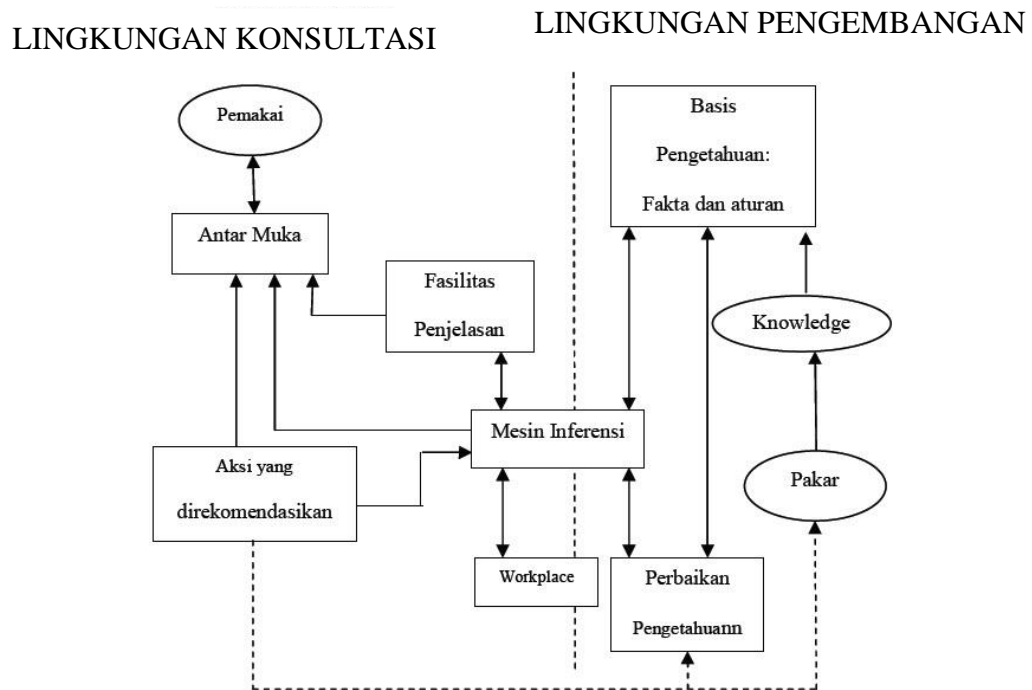 LINGKUNGAN KONSULTASI
LINGKUNGAN PENGEMBANGAN
Pemakai
Basis
Pengetahuan:
Fakta dan aturan
Antar Muka
Fasilitas
Penjelasan
Knowledge
Mesin Inferensi
Aksi yang
direkomendasikan
Pakar
Workplace
Perbaikan
Pengetahuann